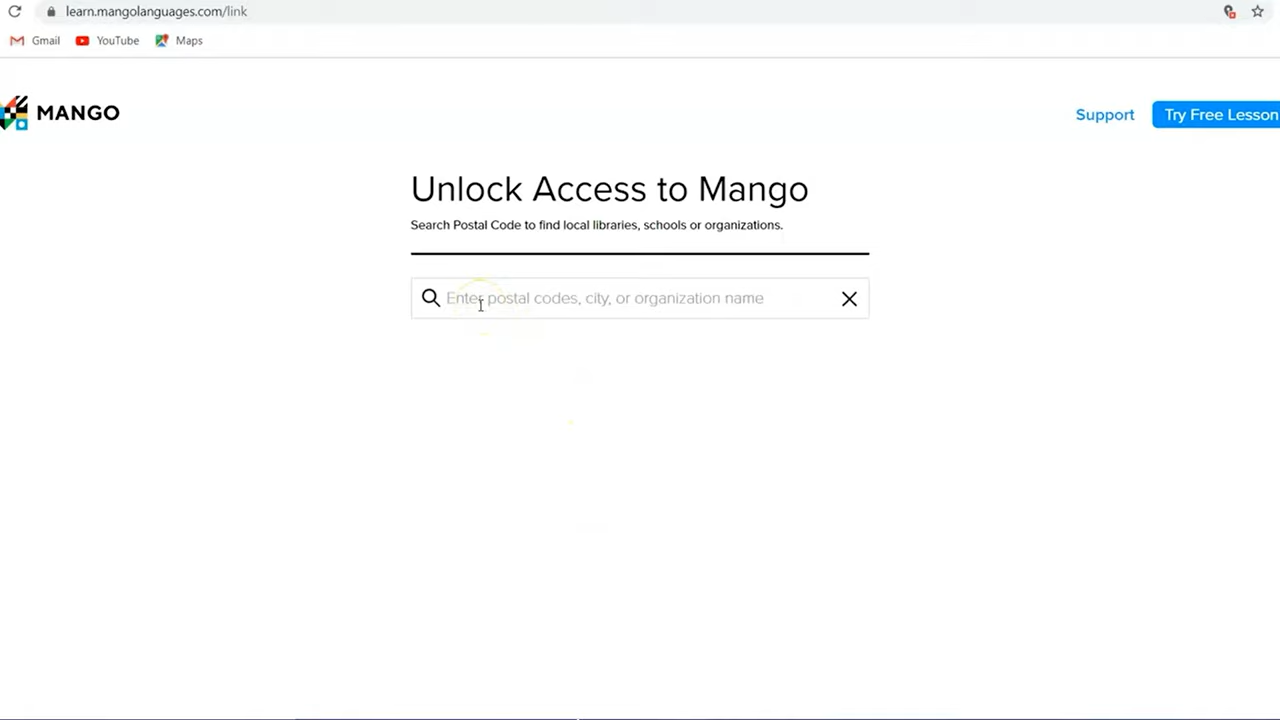 learn.mangolanguages.com/link
Gmail YouTube Maps
MANGO
Support Try Free Lesson
Unlock Access to Mango
Search Postal Code to find local libraries, schools or organizations.
Enter postal codes, city, or organization name